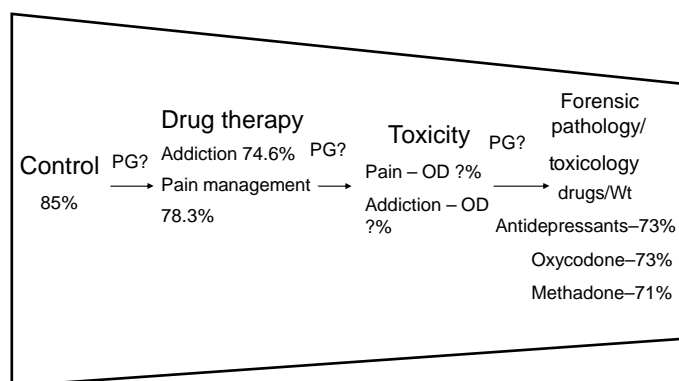 Control
85%
PG?
Drug therapy
Addiction 74.6%
Pain management
78.3%
PG?
Toxicity
Pain – OD ?%
Addiction – OD
?%
PG?
Forensic
pathology/
toxicology
drugs/Wt
Antidepressants–73%
Oxycodone–73%
Methadone–71%